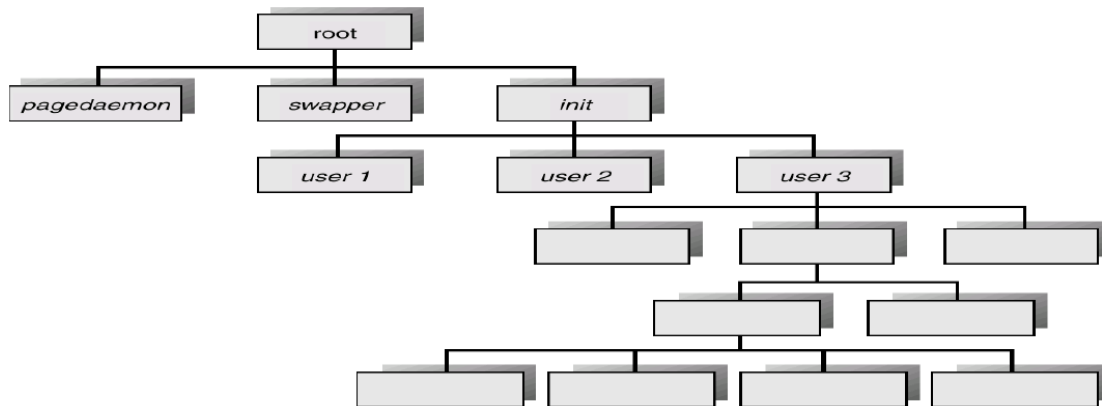 root
pagedaemon
swapper
init
user 1
user 2
user 3